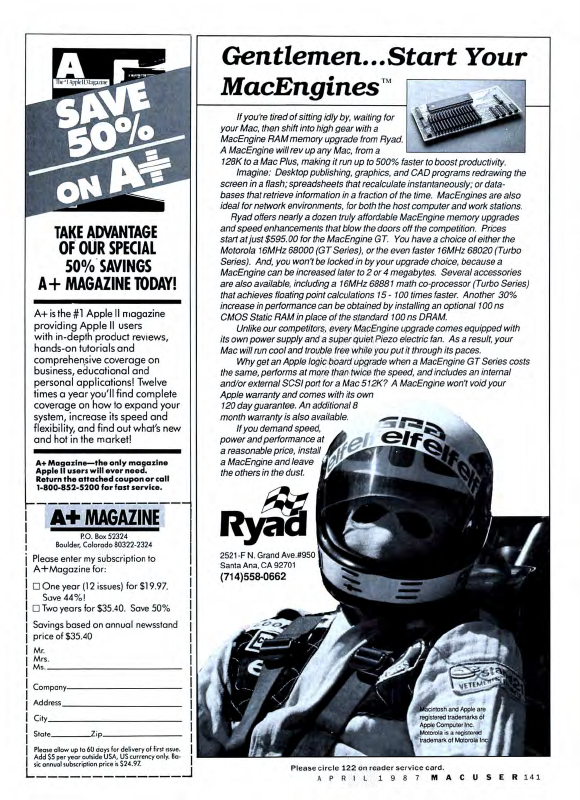 A
The #1 Apple II Magazine
SAVE
50%
ON A+
TAKE ADVANTAGE
OF OUR SPECIAL
50% SAVINGS
A+ MAGAZINE TODAY!
A+ is the #1 Apple II magazine
providing Apple II users
with in-depth product reviews,
hands-on tutorials and
comprehensive coverage on
business, educational and
personal applications! Twelve
times a year you'll find complete
coverage on how to expand your
system, increase its speed and
flexibility, and find out what's new
and hot in the market!
A+ Magazine—the only magazine
Apple II users will ever need.
Return the attached coupon or call
1-800-852-5200 for fast service.
A+ MAGAZINE
P.O. Box 52324
Boulder, Colorado 80322-2324
Please enter my subscription to
A+ Magazine for:
☐ One year (12 issues) for $19.97.
Save 44%!
☐ Two years for $35.40. Save 50%
Savings based on annual newsstand
price of $35.40
Mr.
Mrs.
Ms.
Company
Address
City
State Zip
Please allow up to 60 days for delivery of first issue.
Add $5 per year outside USA, US currency only. Ba-
sic annual subscription price is $24.97.
Gentlemen...Start Your
MacEngines™
If you're tired of sitting idly by, waiting for
your Mac, then shift into high gear with a
MacEngine RAM memory upgrade from Ryad.
A MacEngine will rev up any Mac, from a
128K to a Mac Plus, making it run up to 500% faster to boost productivity.
Imagine: Desktop publishing, graphics, and CAD programs redrawing the
screen in a flash; spreadsheets that recalculate instantaneously; or data-
bases that retrieve information in a fraction of the time. MacEngines are also
ideal for network environments, for both the host computer and work stations.
Ryad offers nearly a dozen truly affordable MacEngine memory upgrades
and speed enhancements that blow the doors off the competition. Prices
start at just $595.00 for the MacEngine GT. You have a choice of either the
Motorola 16MHz 68000 (GT Series), or the even faster 16MHz 68020 (Turbo
Series). And, you won't be locked in by your upgrade choice, because a
MacEngine can be increased later to 2 or 4 megabytes. Several accessories
are also available, including a 16MHz 68881 math co-processor (Turbo Series)
that achieves floating point calculations 15 - 100 times faster. Another 30%
increase in performance can be obtained by installing an optional 100 ns
CMOS Static RAM in place of the standard 100 ns DRAM.
Unlike our competitors, every MacEngine upgrade comes equipped with
its own power supply and a super quiet Piezo electric fan. As a result, your
Mac will run cool and trouble free while you put it through its paces.
Why get an Apple logic board upgrade when a MacEngine GT Series costs
the same, performs at more than twice the speed, and includes an internal
and/or external SCSI port for a Mac 512K? A MacEngine won't void your
Apple warranty and comes with its own
120 day guarantee. An additional 8
month warranty is also available.
If you demand speed,
power and performance at
a reasonable price, install
a MacEngine and leave
the others in the dust.
GPA
elf elf elf
Ryad
2521-F N. Grand Ave.#950
Santa Ana, CA 92701
(714)558-0662
Macintosh and Apple are
registered trademarks of
Apple Computer Inc.
Motorola is a registered
trademark of Motorola Inc.
Please circle 122 on reader service card.
APRIL 1987 MACUSER 141